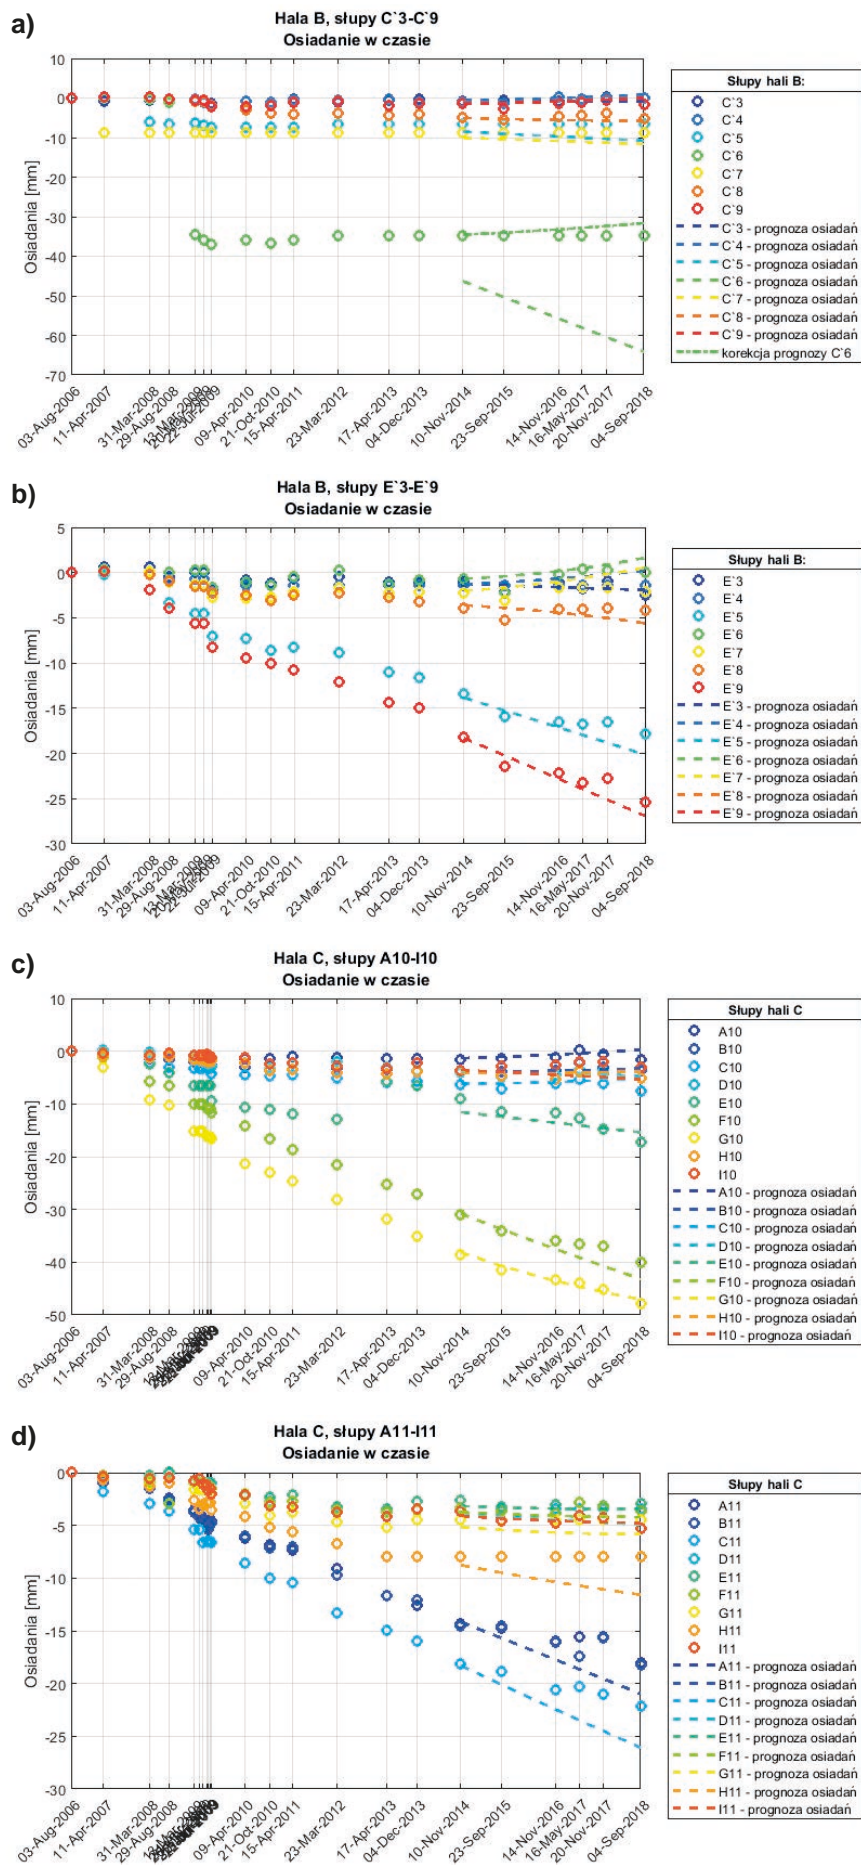 a)
Hala B, słupy C`3-C`9
Osiadanie w czasie
Osiadania [mm]
10
0
-10
-20
-30
-40
-50
-60
-70
03-Aug-2006
11-Apr-2007
31-Mar-2008
29-Aug-2008
09-Apr-2010
21-Oct-2010
15-Apr-2011
23-Mar-2012
17-Apr-2013
04-Dec-2013
10-Nov-2014
23-Sep-2015
14-Nov-2016
16-May-2017
20-Nov-2017
04-Sep-2018
Słupy hali B:
C`3
C`4
C`5
C`6
C`7
C`8
C`9
C`3 - prognoza osiadań
C`4 - prognoza osiadań
C`5 - prognoza osiadań
C`6 - prognoza osiadań
C`7 - prognoza osiadań
C`8 - prognoza osiadań
C`9 - prognoza osiadań
korekcja prognozy C`6
b)
Hala B, słupy E`3-E`9
Osiadanie w czasie
Osiadania [mm]
5
0
-5
-10
-15
-20
-25
-30
03-Aug-2006
11-Apr-2007
31-Mar-2008
29-Aug-2008
09-Apr-2010
21-Oct-2010
15-Apr-2011
23-Mar-2012
17-Apr-2013
04-Dec-2013
10-Nov-2014
23-Sep-2015
14-Nov-2016
16-May-2017
20-Nov-2017
04-Sep-2018
Słupy hali B:
E`3
E`4
E`5
E`6
E`7
E`8
E`9
E`3 - prognoza osiadań
E`4 - prognoza osiadań
E`5 - prognoza osiadań
E`6 - prognoza osiadań
E`7 - prognoza osiadań
E`8 - prognoza osiadań
E`9 - prognoza osiadań
c)
Hala C, słupy A10-I10
Osiadanie w czasie
Osiadania [mm]
10
0
-10
-20
-30
-40
-50
03-Aug-2006
11-Apr-2007
31-Mar-2008
29-Aug-2008
09-Apr-2010
21-Oct-2010
15-Apr-2011
23-Mar-2012
17-Apr-2013
04-Dec-2013
10-Nov-2014
23-Sep-2015
14-Nov-2016
16-May-2017
20-Nov-2017
04-Sep-2018
Słupy hali C
A10
B10
C10
D10
E10
F10
G10
H10
I10
A10 - prognoza osiadań
B10 - prognoza osiadań
C10 - prognoza osiadań
D10 - prognoza osiadań
E10 - prognoza osiadań
F10 - prognoza osiadań
G10 - prognoza osiadań
H10 - prognoza osiadań
I10 - prognoza osiadań
d)
Hala C, słupy A11-I11
Osiadanie w czasie
Osiadania [mm]
0
-5
-10
-15
-20
-25
-30
03-Aug-2006
11-Apr-2007
31-Mar-2008
29-Aug-2008
09-Apr-2010
21-Oct-2010
15-Apr-2011
23-Mar-2012
17-Apr-2013
04-Dec-2013
10-Nov-2014
23-Sep-2015
14-Nov-2016
16-May-2017
20-Nov-2017
04-Sep-2018
Słupy hali C
A11
B11
C11
D11
E11
F11
G11
H11
I11
A11 - prognoza osiadań
B11 - prognoza osiadań
C11 - prognoza osiadań
D11 - prognoza osiadań
E11 - prognoza osiadań
F11 - prognoza osiadań
G11 - prognoza osiadań
H11 - prognoza osiadań
I11 - prognoza osiadań